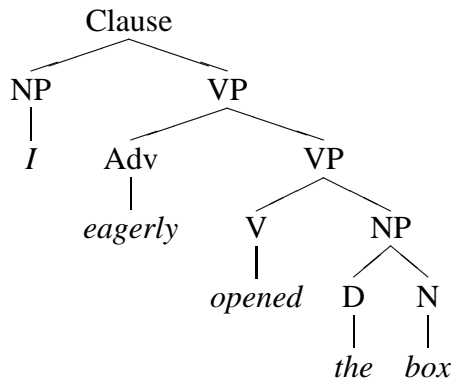 Clause
NP VP
I Adv VP
eagerly V NP
opened D N
the box